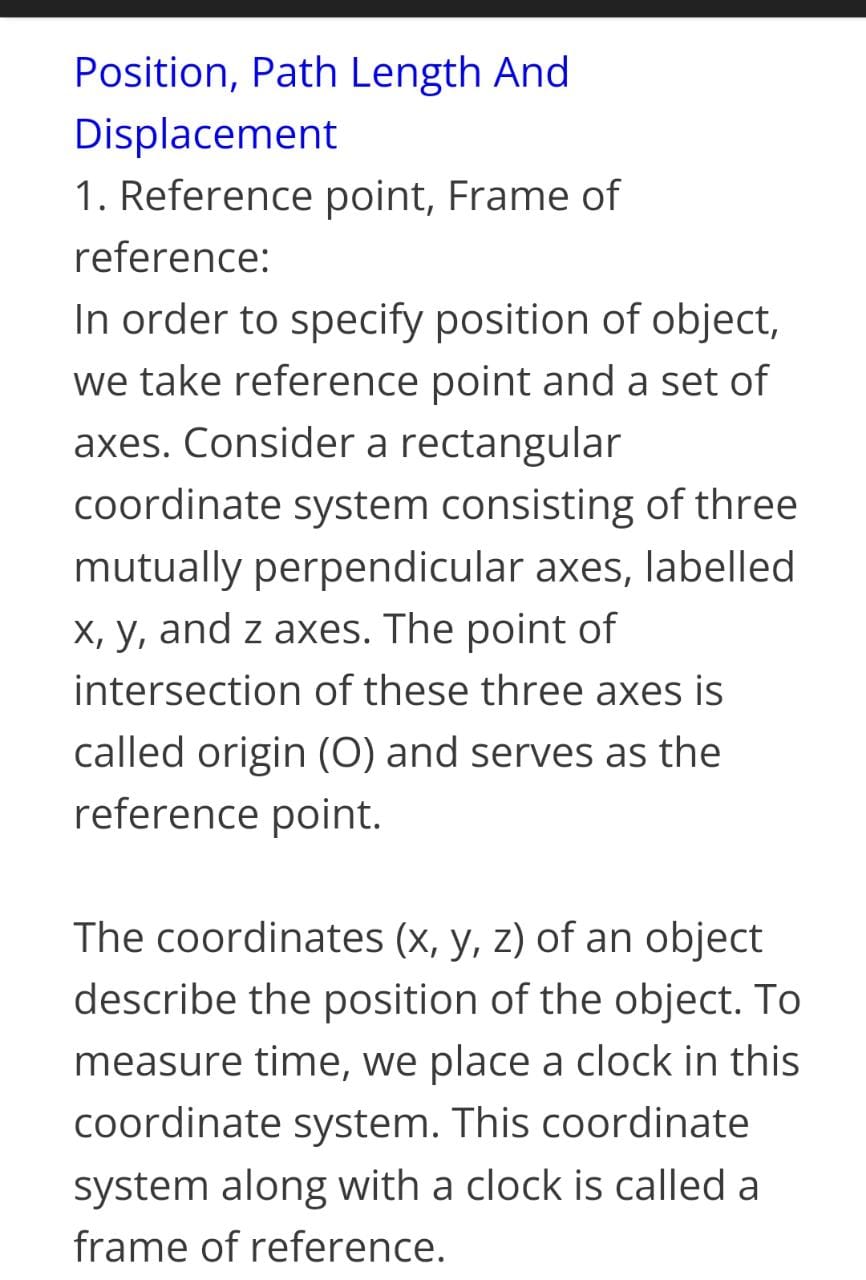 Position, Path Length And
Displacement
1. Reference point, Frame of
reference:
In order to specify position of object,
we take reference point and a set of
axes. Consider a rectangular
coordinate system consisting of three
mutually perpendicular axes, labelled
x, y, and z axes. The point of
intersection of these three axes is
called origin (O) and serves as the
reference point.
The coordinates (x, y, z) of an object
describe the position of the object. To
measure time, we place a clock in this
coordinate system. This coordinate
system along with a clock is called a
frame of reference.